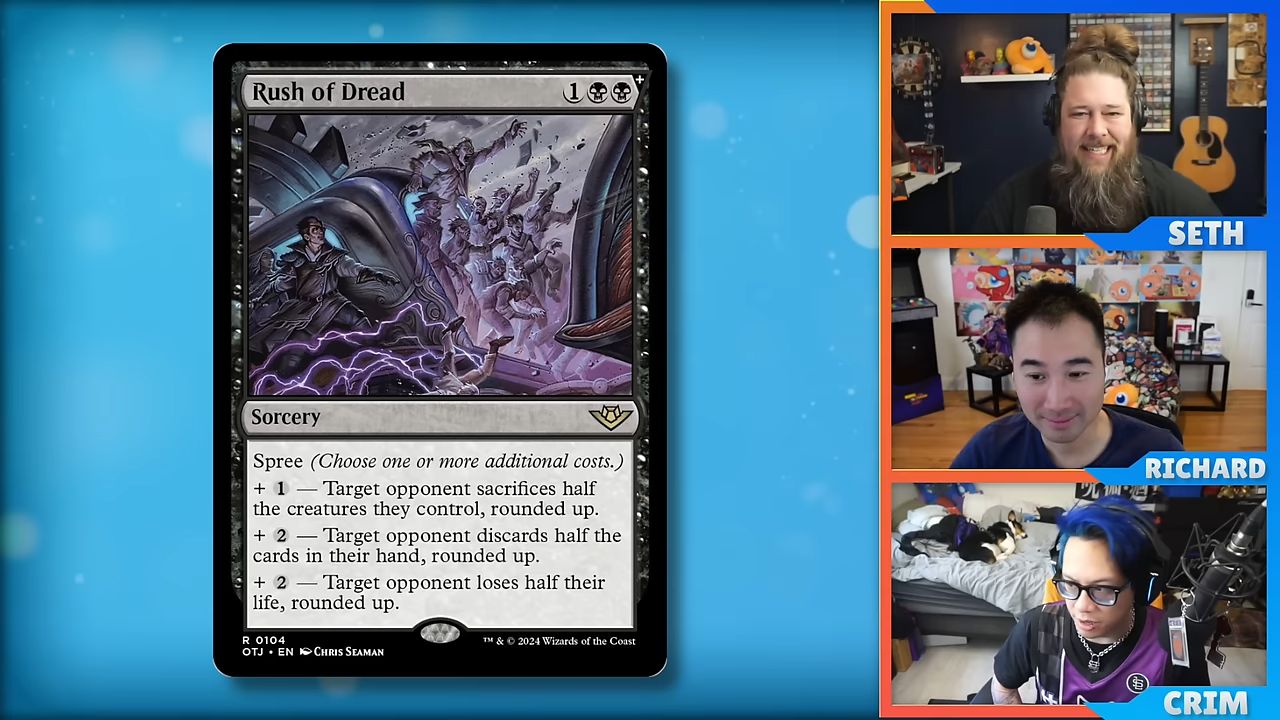 Rush of Dread 1
Sorcery
Spree (Choose one or more additional costs.)
+ 1 — Target opponent sacrifices half
the creatures they control, rounded up.
+ 2 — Target opponent discards half the
cards in their hand, rounded up.
+ 2 — Target opponent loses half their
life, rounded up.
R 0104
™ & © 2024 Wizards of the Coast
OTJ • EN Chris Seaman
SETH
RICHARD
CRIM